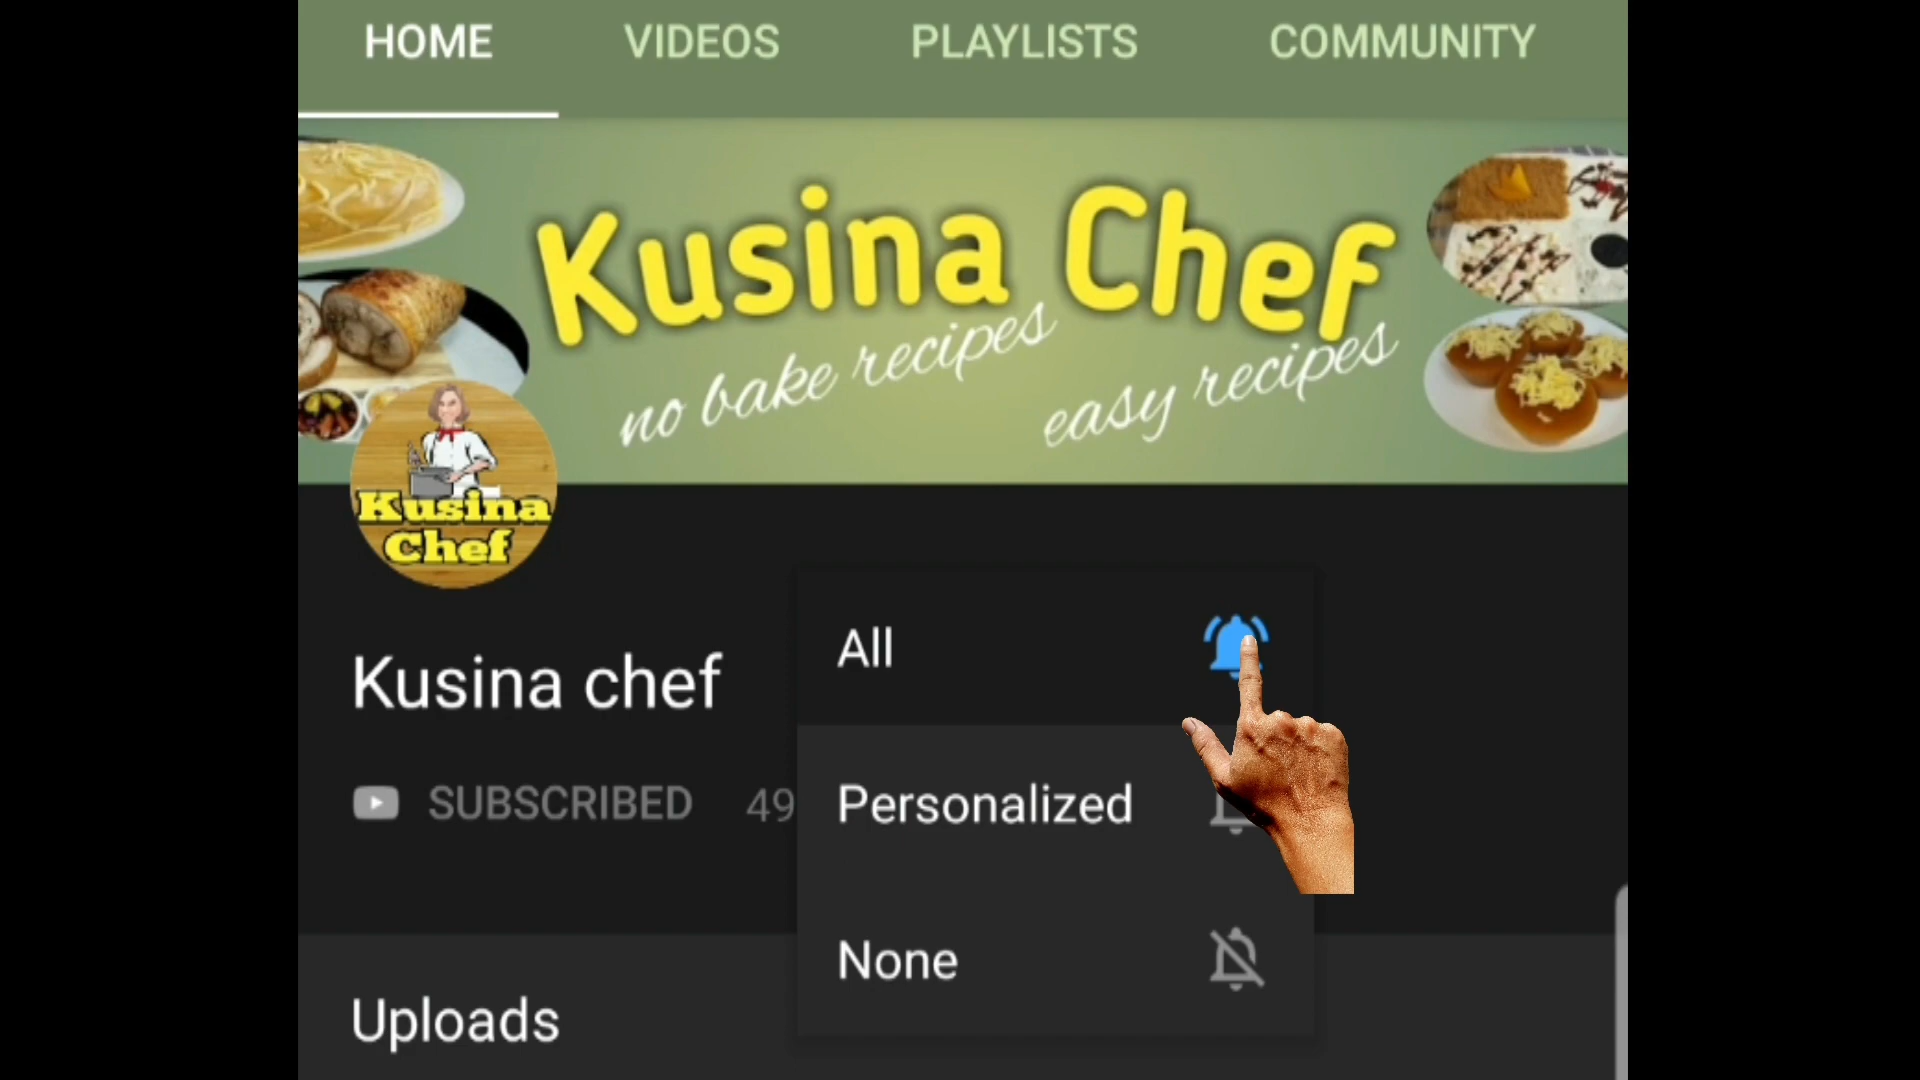 HOME VIDEOS PLAYLISTS COMMUNITY
Kusina Chef
no bake recipes easy recipes
Kusina
Chef
All
Kusina chef
SUBSCRIBED 49
Personalized
None
Uploads